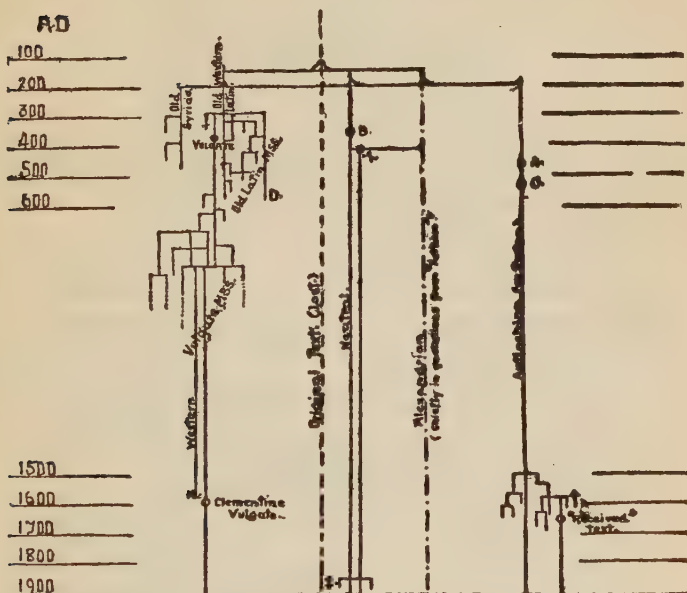 AD
100
200
300
400
500
600
Old
Syriac
Western
Old
Latin
VULGATE
Old Latin MSS.
D
Vulgate MSS.
Western
Original Text (Lost.)
Neutral
B.
Alexandrian
A.
C.
1500
1600
1700
1800
1900
Clementine
Vulgate.
"Received"
text.